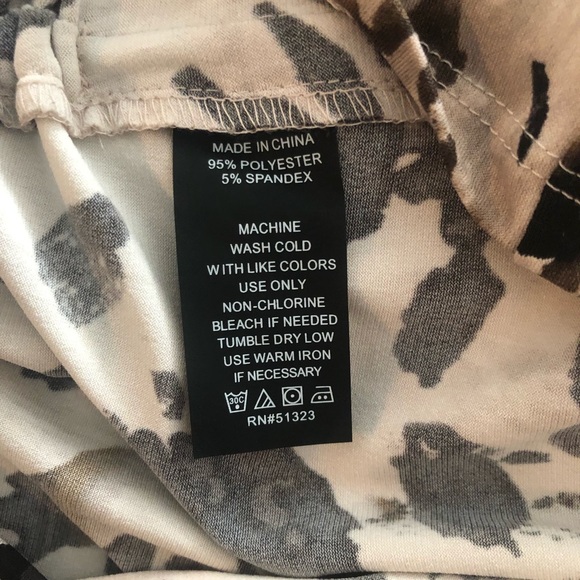 MADE IN CHINA
95% POLYESTER
5% SPANDEX
MACHINE
WASH COLD
WITH LIKE COLORS
USE ONLY
NON-CHLORINE
BLEACH IF NEEDED
TUMBLE DRY LOW
USE WARM IRON
IF NECESSARY
30C
RN#51323